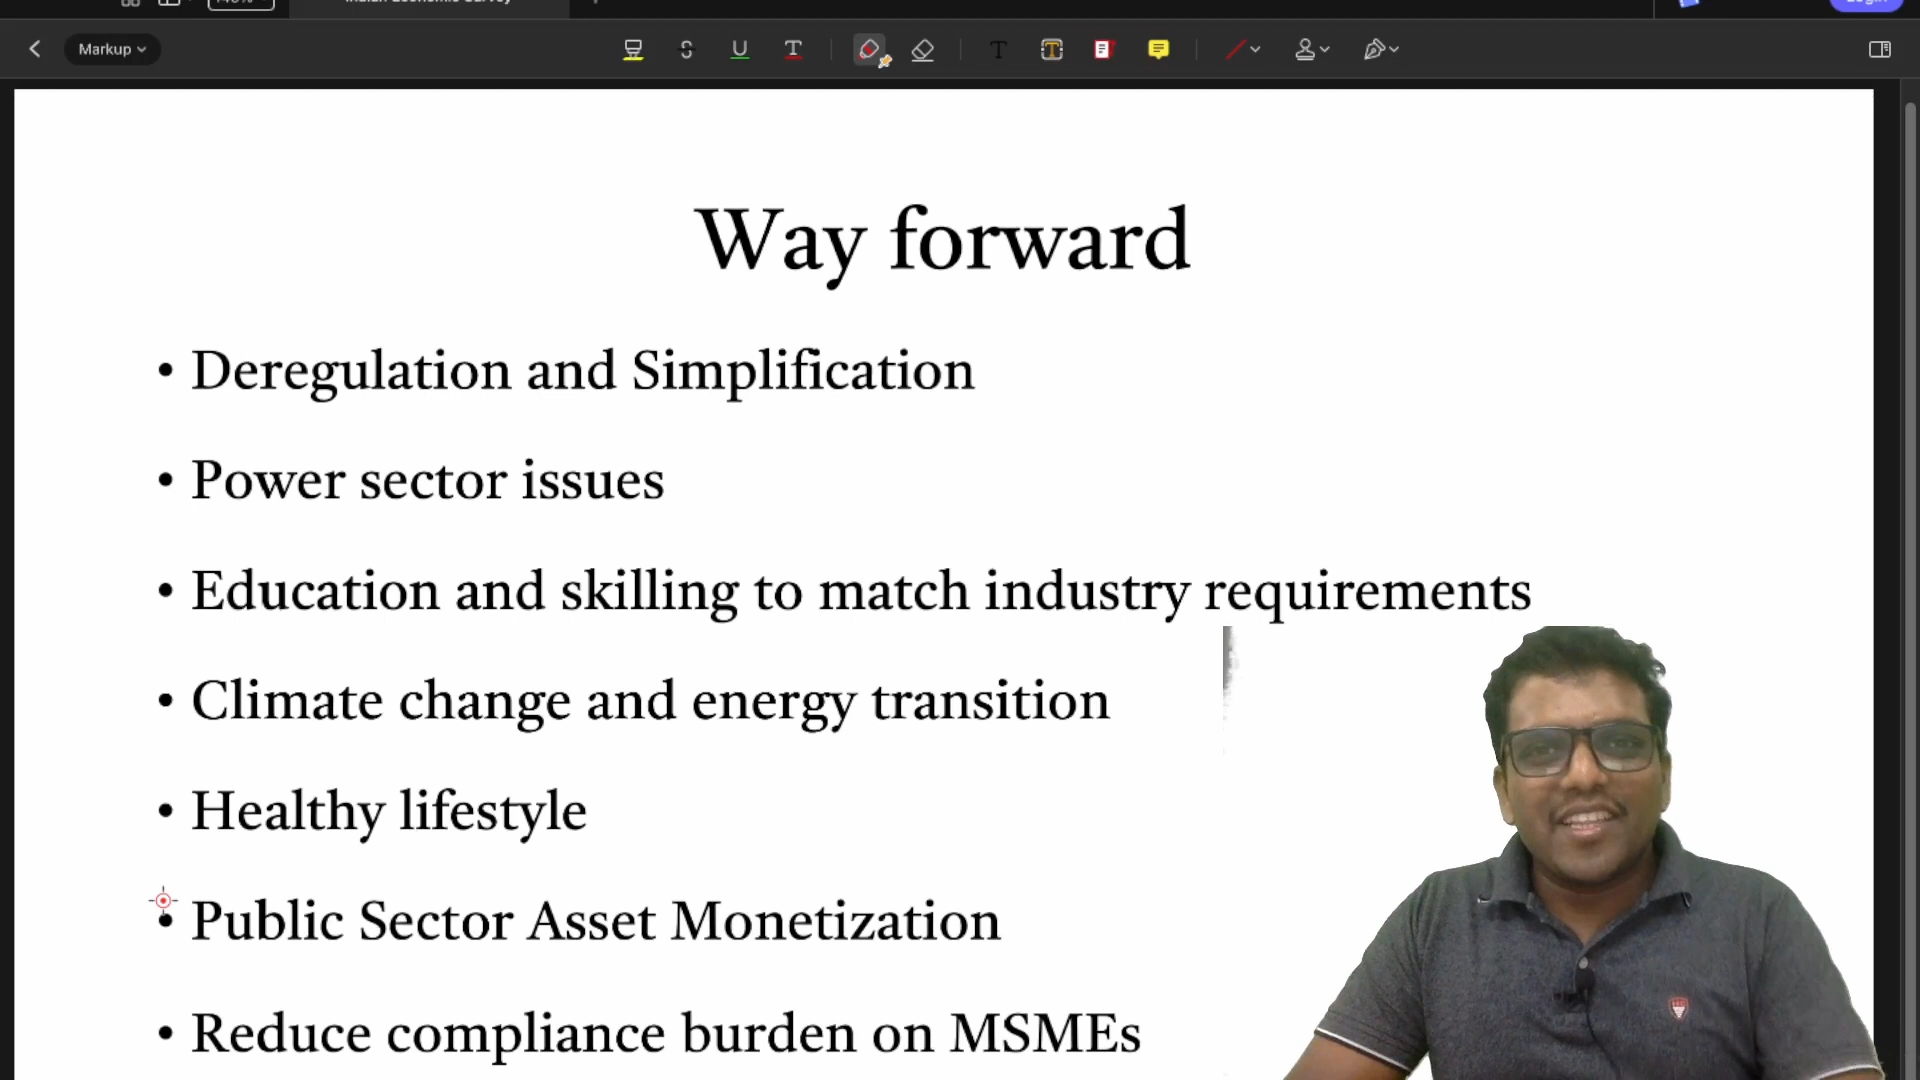 Markup
Way forward
• Deregulation and Simplification
• Power sector issues
• Education and skilling to match industry requirements
• Climate change and energy transition
• Healthy lifestyle
• Public Sector Asset Monetization
• Reduce compliance burden on MSMEs